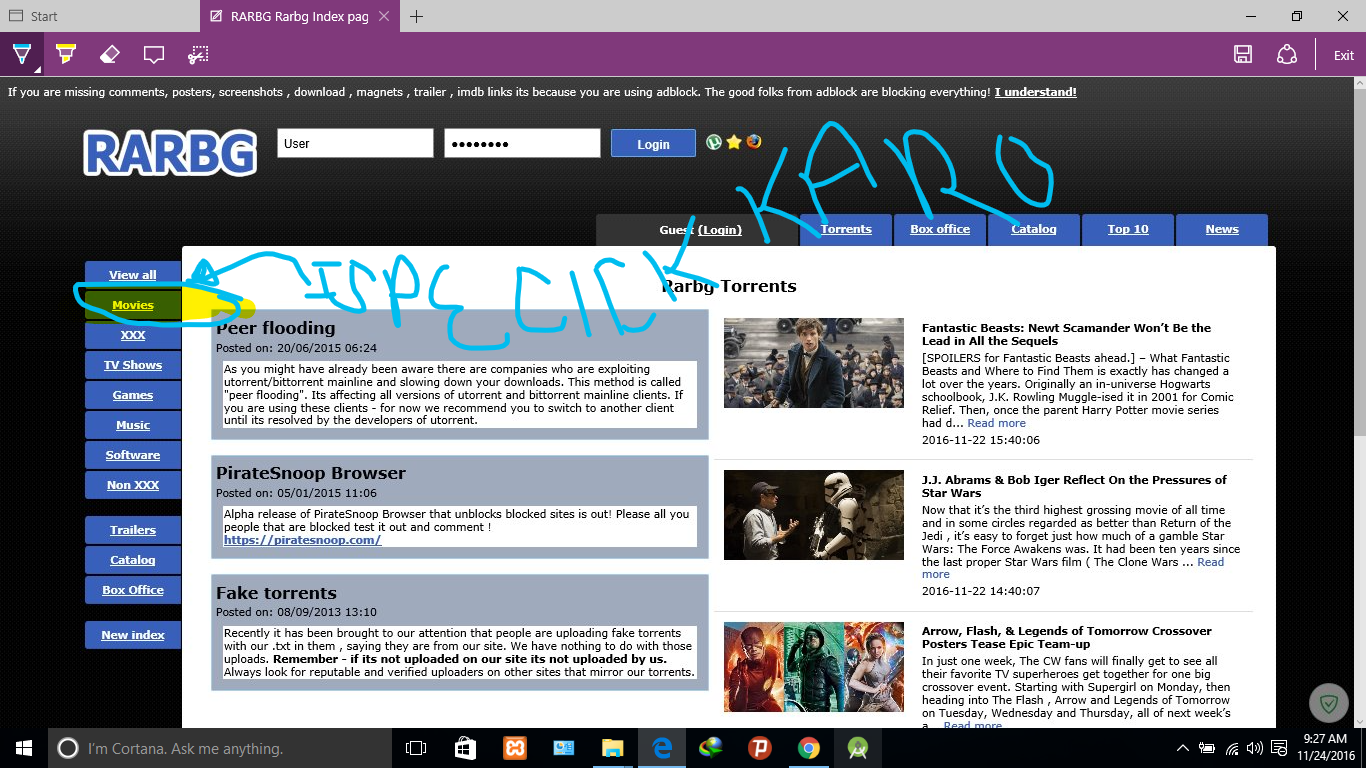 Start
RARBG Rarbg Index pag
Exit
If you are missing comments, posters, screenshots , download , magnets , trailer , imdb links its because you are using adblock. The good folks from adblock are blocking everything! I understand!
RARBG
User
Login
Guest (Login)
Torrents
Box office
Catalog
Top 10
News
ISPE CLICK KARO
View all
Movies
XXX
TV Shows
Games
Music
Software
Non XXX
Trailers
Catalog
Box Office
New index
Rarbg Torrents
Peer flooding
Posted on: 20/06/2015 06:24
As you might have already been aware there are companies who are exploiting
utorrent/bittorrent mainline and slowing down your downloads. This method is called
"peer flooding". Its affecting all versions of utorrent and bittorrent mainline clients. If
you are using these clients - for now we recommend you to switch to another client
until its resolved by the developers of utorrent.
PirateSnoop Browser
Posted on: 05/01/2015 11:06
Alpha release of PirateSnoop Browser that unblocks blocked sites is out! Please all you
people that are blocked test it out and comment !
https://piratesnoop.com/
Fake torrents
Posted on: 08/09/2013 13:10
Recently it has been brought to our attention that people are uploading fake torrents
with our .txt in them , saying they are from our site. We have nothing to do with those
uploads. Remember - if its not uploaded on our site its not uploaded by us.
Always look for reputable and verified uploaders on other sites that mirror our torrents.
Fantastic Beasts: Newt Scamander Won't Be the
Lead in All the Sequels
[SPOILERS for Fantastic Beasts ahead.] – What Fantastic
Beasts and Where to Find Them is exactly has changed a
lot over the years. Originally an in-universe Hogwarts
schoolbook, J.K. Rowling Muggle-ised it in 2001 for Comic
Relief. Then, once the parent Harry Potter movie series
had d... Read more
2016-11-22 15:40:06
J.J. Abrams & Bob Iger Reflect On the Pressures of
Star Wars
Now that it's the third highest grossing movie of all time
and in some circles regarded as better than Return of the
Jedi , it's easy to forget just how much of a gamble Star
Wars: The Force Awakens was. It had been ten years since
the last proper Star Wars film ( The Clone Wars ... Read
more
2016-11-22 14:40:07
Arrow, Flash, & Legends of Tomorrow Crossover
Posters Tease Epic Team-up
In just one week, The CW fans will finally get to see all
their favorite TV superheroes get together for one big
crossover event. Starting with Supergirl on Monday, then
heading into The Flash , Arrow and Legends of Tomorrow
on Tuesday, Wednesday and Thursday, all of next week's
a... Read more
I'm Cortana. Ask me anything.
9:27 AM
11/24/2016